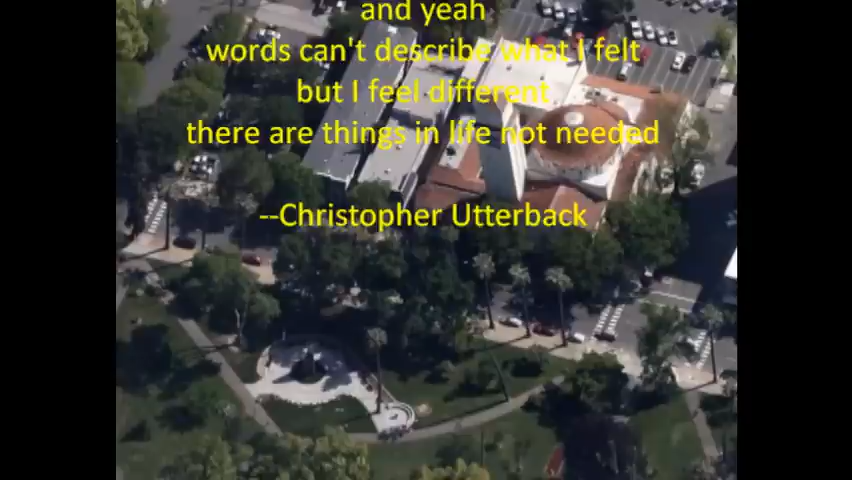 and yeah
words can't describe what I felt
but I feel different
there are things in life not needed
--Christopher Utterback